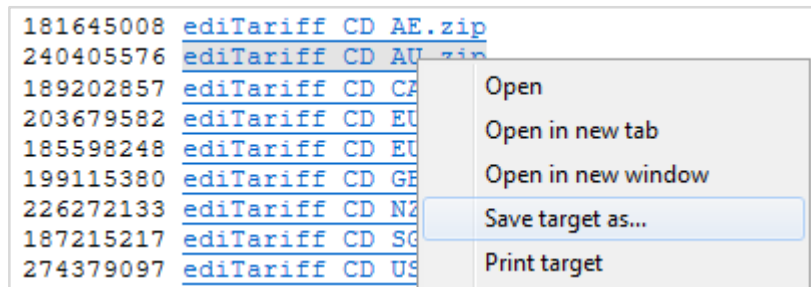 181645008 ediTariff CD AE.zip
240405576 ediTariff CD AU.zip
189202857 ediTariff CD CA
203679582 ediTariff CD EU
185598248 ediTariff CD EU
199115380 ediTariff CD GB
226272133 ediTariff CD NZ
187215217 ediTariff CD SG
274379097 ediTariff CD US
Open
Open in new tab
Open in new window
Save target as...
Print target